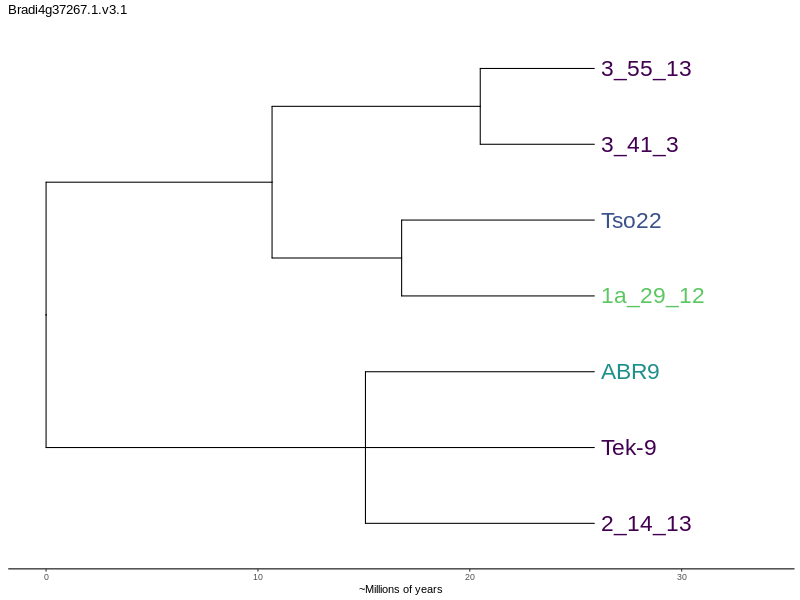 Bradi4g37267.1.v3.1
3_55_13
3_41_3
Tso22
1a_29_12
ABR9
Tek-9
2_14_13
0 10 20 30
~Millions of years